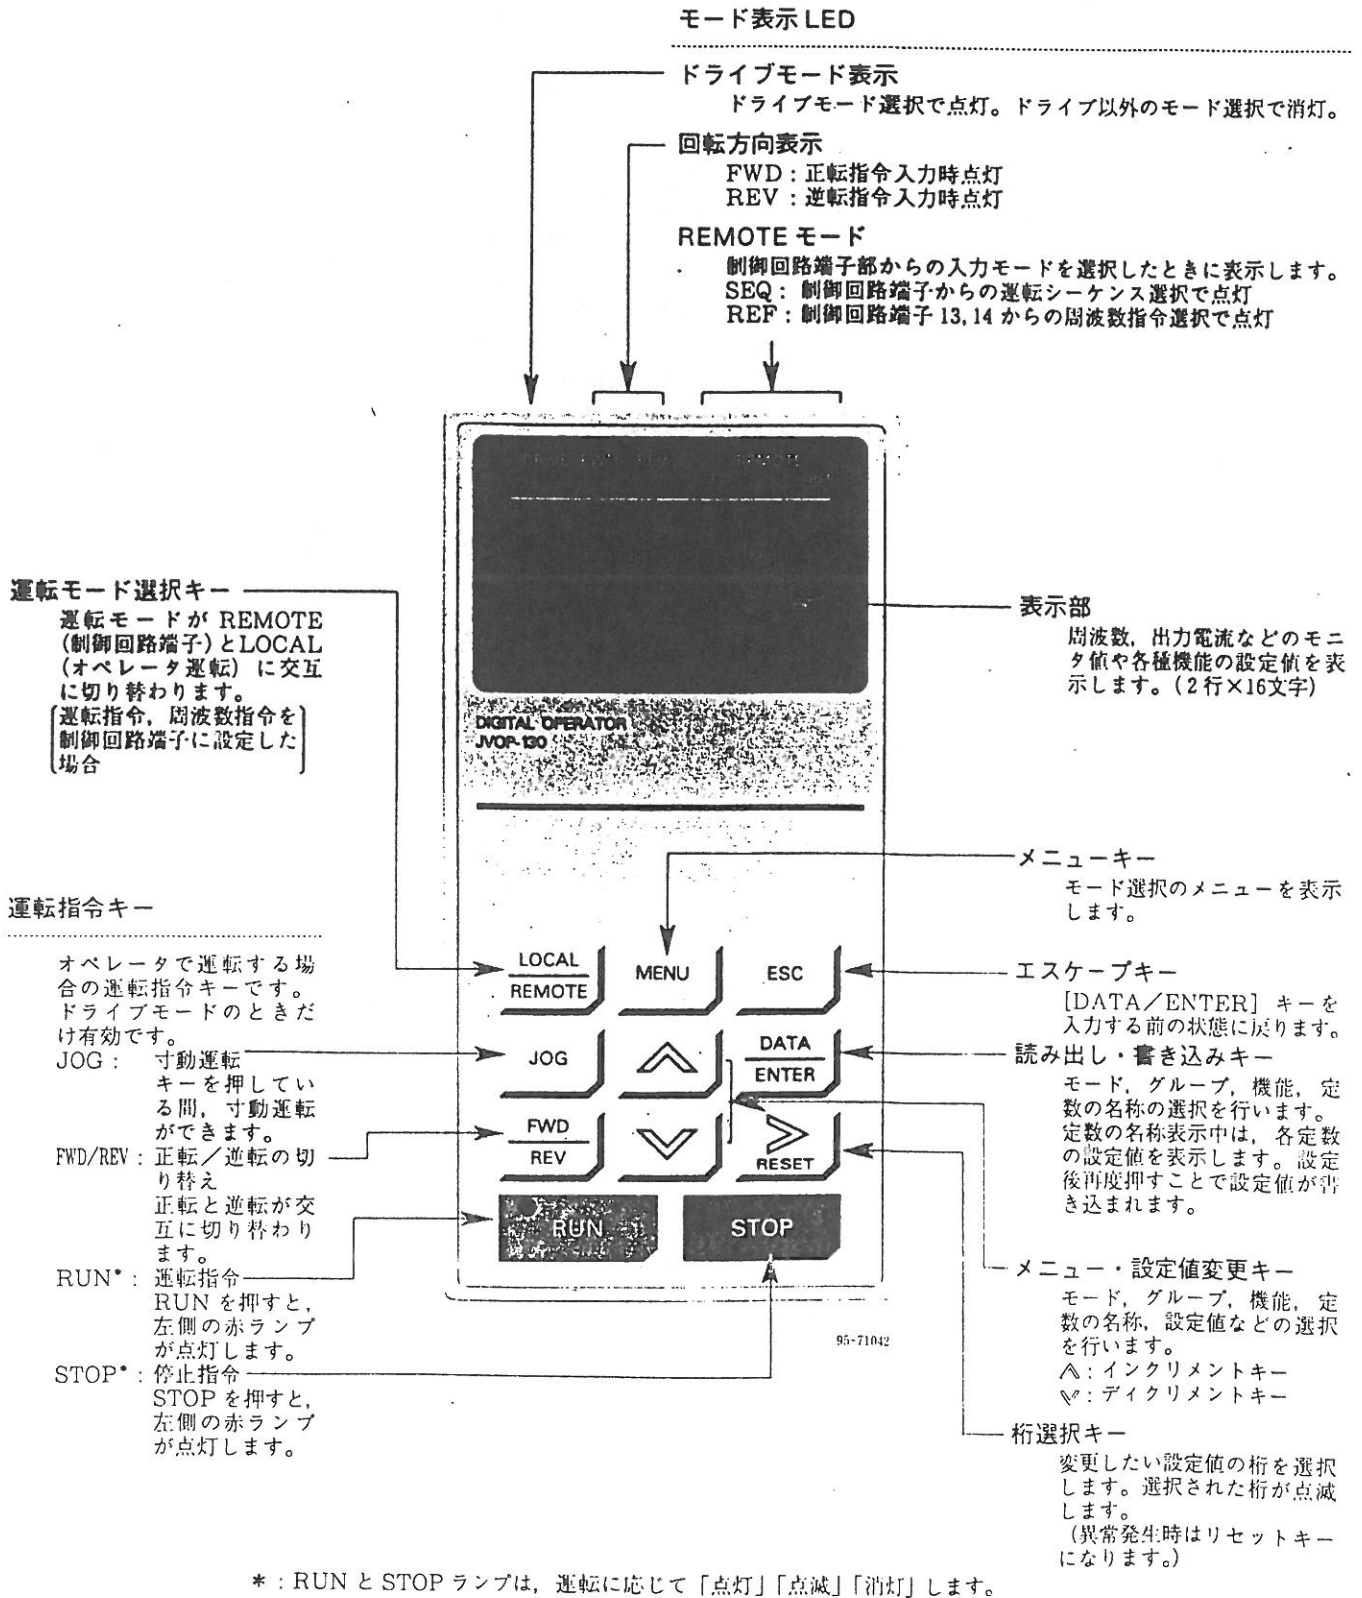 モード表示 LED
ドライブモード表示
ドライブモード選択で点灯。ドライブ以外のモード選択で消灯。
回転方向表示
FWD：正転指令入力時点灯
REV：逆転指令入力時点灯
REMOTE モード
制御回路端子部からの入力モードを選択したときに表示します。
SEQ：制御回路端子からの運転シーケンス選択で点灯
REF：制御回路端子 13, 14 からの周波数指令選択で点灯
運転モード選択キー
運転モードが REMOTE
(制御回路端子)とLOCAL
(オペレータ運転) に交互
に切り替わります。
運転指令，周波数指令を
制御回路端子に設定した
場合
表示部
周波数，出力電流などのモニ
タ値や各種機能の設定値を表
示します。(2 行×16文字)
DIGITAL OPERATOR
JVOP-130
メニューキー
モード選択のメニューを表示
します。
運転指令キー
オペレータで運転する場
合の運転指令キーです。
ドライブモードのときだ
け有効です。
JOG： 寸動運転
キーを押してい
る間，寸動運転
ができます。
FWD/REV：正転／逆転の切
り替え
正転と逆転が交
互に切り替わり
ます。
RUN*：運転指令
RUN を押すと，
左側の赤ランプ
が点灯します。
STOP*：停止指令
STOP を押すと，
左側の赤ランプ
が点灯します。
LOCAL
REMOTE
MENU
ESC
JOG
DATA
ENTER
FWD
REV
RESET
RUN
STOP
エスケープキー
[DATA／ENTER] キーを
入力する前の状態に戻ります。
読み出し・書き込みキー
モード，グループ，機能，定
数の名称の選択を行います。
定数の名称表示中は，各定数
の設定値を表示します。設定
後再度押すことで設定値が書
き込まれます。
メニュー・設定値変更キー
モード，グループ，機能，定
数の名称，設定値などの選択
を行います。
：インクリメントキー
：ディクリメントキー
桁選択キー
変更したい設定値の桁を選択
します。選択された桁が点滅
します。
(異常発生時はリセットキー
になります。)
95-71042
*：RUN と STOP ランプは，運転に応じて「点灯」「点滅」「消灯」します。